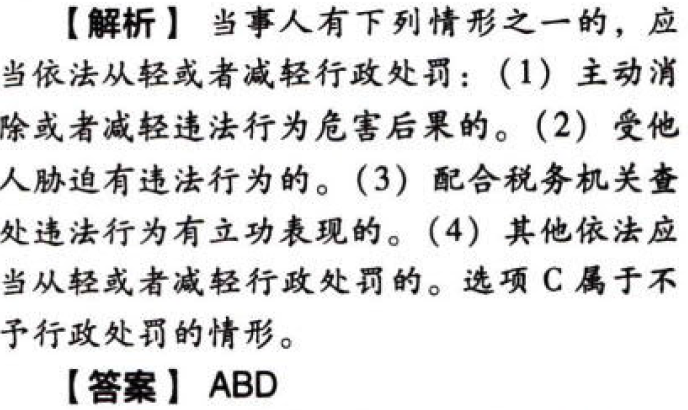 【解析】 当事人有下列情形之一的，应
当依法从轻或者减轻行政处罚：（1）主动消
除或者减轻违法行为危害后果的。（2）受他
人胁迫有违法行为的。（3）配合税务机关查
处违法行为有立功表现的。（4）其他依法应
当从轻或者减轻行政处罚的。选项 C 属于不
予行政处罚的情形。
【答案】 ABD